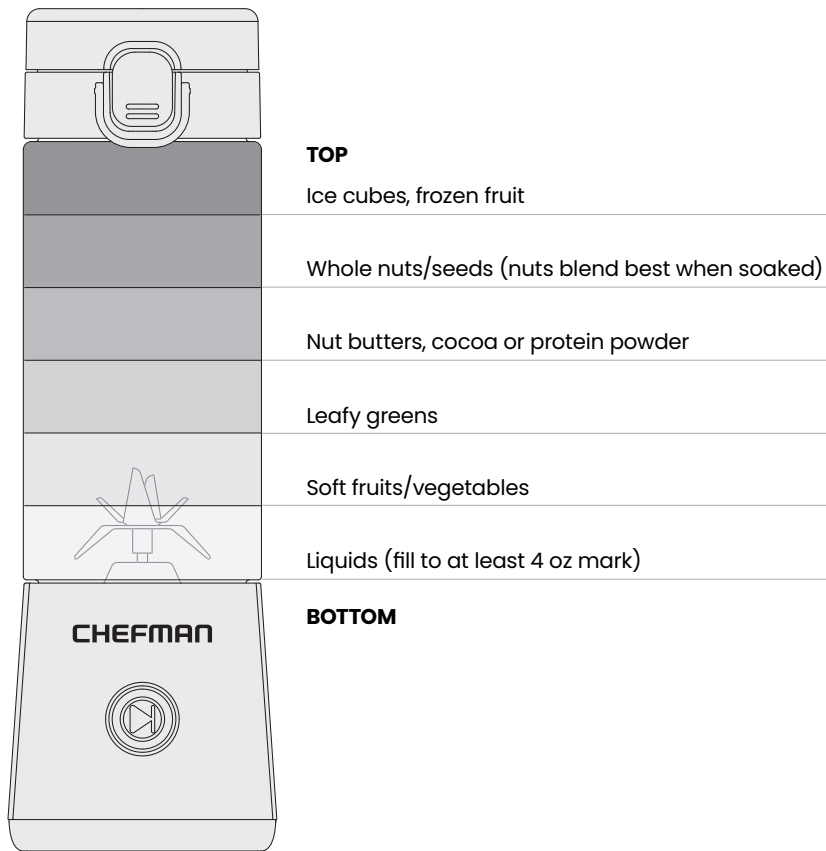 TOP
Ice cubes, frozen fruit
Whole nuts/seeds (nuts blend best when soaked)
Nut butters, cocoa or protein powder
Leafy greens
Soft fruits/vegetables
Liquids (fill to at least 4 oz mark)
BOTTOM
CHEFMAN